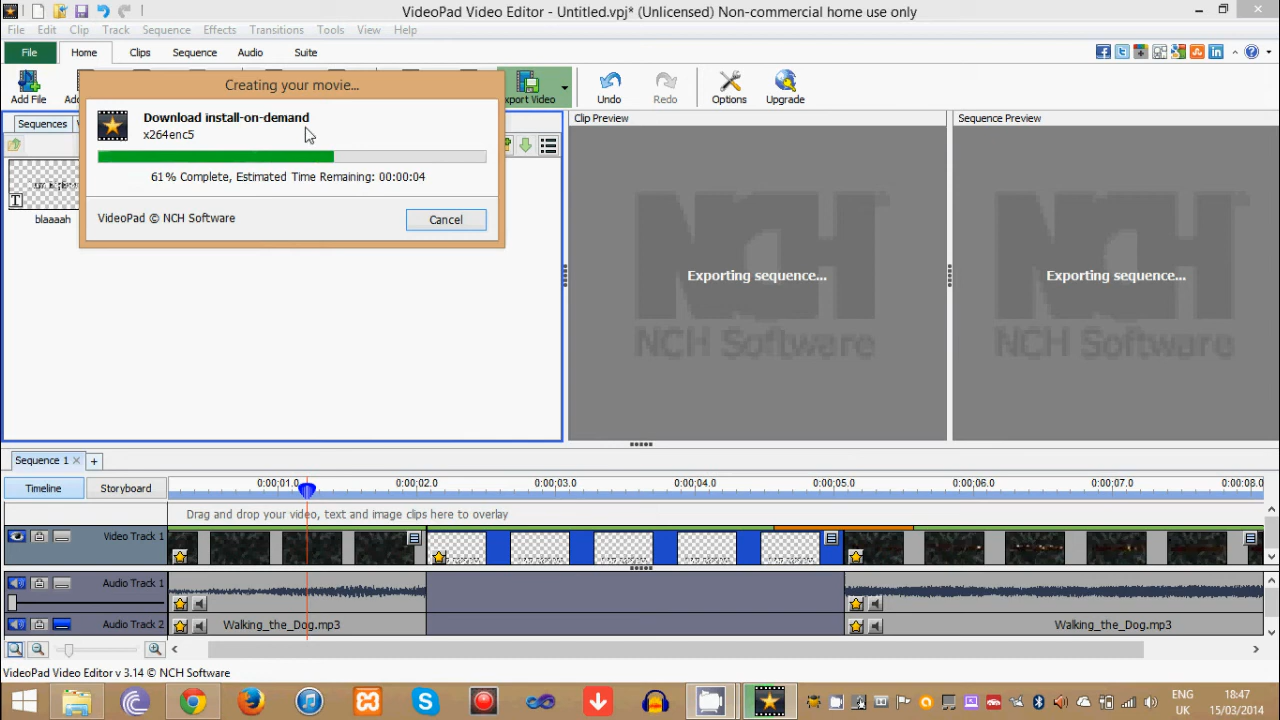 VideoPad Video Editor - Untitled.vpj* (Unlicensed) Non-commercial home use only
File Edit Clip Track Sequence Effects Transitions Tools View Help
File Home Clips Sequence Audio Suite
Creating your movie...
Add File
Export Video
Undo
Redo
Options
Upgrade
Download install-on-demand
x264enc5
61% Complete, Estimated Time Remaining: 00:00:04
VideoPad © NCH Software
Cancel
Sequences
Clip Preview
Sequence Preview
T
blaaaah
NCH
Exporting sequence...
NCH Software
NCH
Exporting sequence...
NCH Software
Sequence 1
Timeline
Storyboard
0:00:01.0 0:00:02.0 0:00:03.0 0:00:04.0 0:00:05.0 0:00:06.0 0:00:07.0 0:00:08.0
Drag and drop your video, text and image clips here to overlay
Video Track 1
Audio Track 1
Audio Track 2
Walking_the_Dog.mp3
Walking_the_Dog.mp3
VideoPad Video Editor v 3.14 © NCH Software
ENG
UK
18:47
15/03/2014